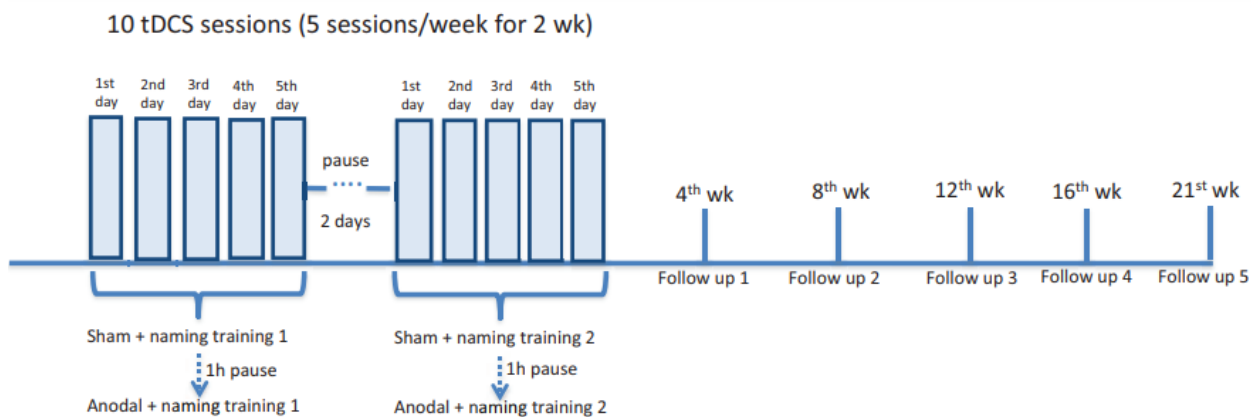 10 tDCS sessions (5 sessions/week for 2 wk)
1st day
2nd day
3rd day
4th day
5th day
pause
2 days
1st day
2nd day
3rd day
4th day
5th day
4th wk
8th wk
12th wk
16th wk
21st wk
Follow up 1
Follow up 2
Follow up 3
Follow up 4
Follow up 5
Sham + naming training 1
1h pause
Anodal + naming training 1
Sham + naming training 2
1h pause
Anodal + naming training 2